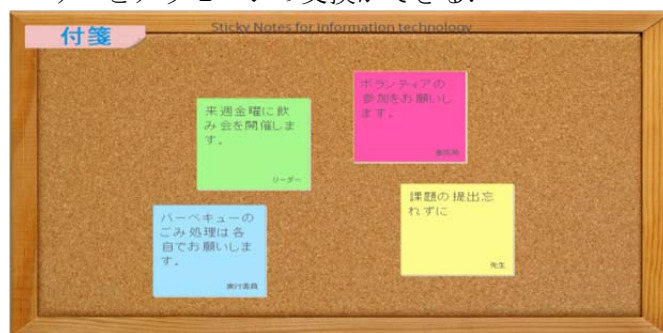 Sticky Notes for information technology
付箋
来週金曜に飲
み会を開催しま
す。
リーダー
ボランティアの
参加をお願いし
ます。
バーベキューの
ごみ処理は各
自でお願いしま
す。
実行委員
課題の提出忘
れずに
先生